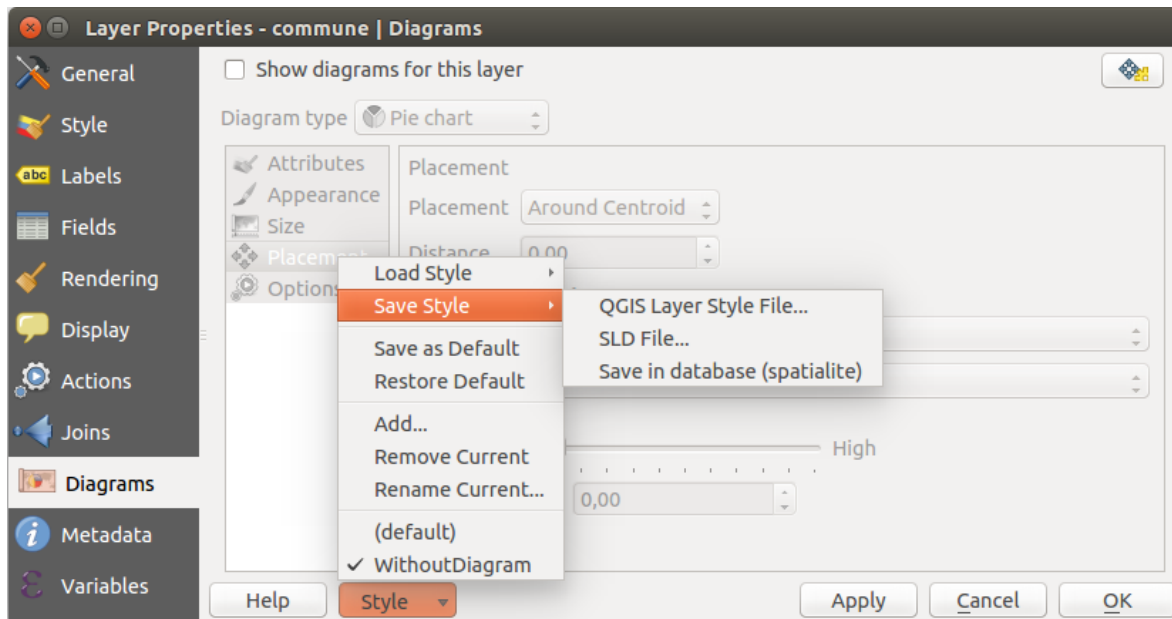 Layer Properties - commune | Diagrams
General
Style
abc Labels
Fields
Rendering
Display
Actions
Joins
Diagrams
Metadata
Variables
Show diagrams for this layer
Diagram type Pie chart
Attributes
Appearance
Size
Options
Placement
Placement Around Centroid
Distance 0,00
Load Style
Save Style
Save as Default
Restore Default
Add...
Remove Current
Rename Current...
(default)
WithoutDiagram
QGIS Layer Style File...
SLD File...
Save in database (spatialite)
High
0,00
Help
Style
Apply
Cancel
OK